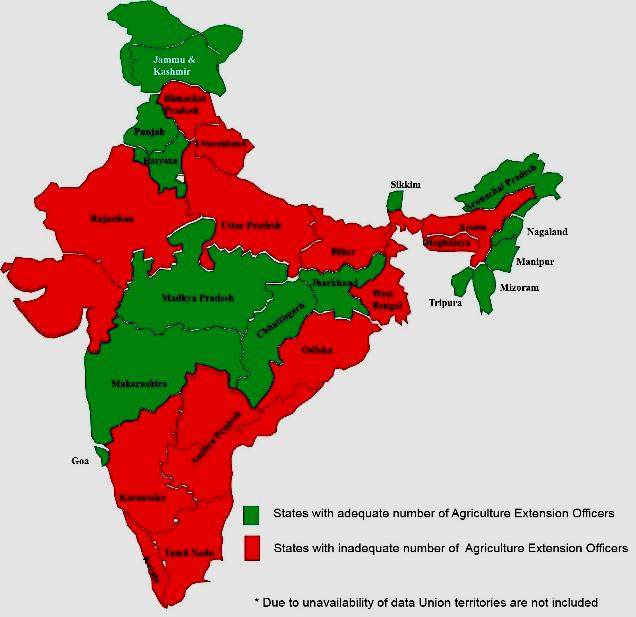 Jammu &
Kashmir
Himachal
Pradesh
Punjab
Uttarakhand
Haryana
Sikkim
Arunachal Pradesh
Rajasthan
Uttar Pradesh
Assam
Nagaland
Bihar
Meghalaya
Manipur
Jharkhand
Mizoram
Madhya Pradesh
West
Bengal
Tripura
Chhattisgarh
Odisha
Maharashtra
Andhra Pradesh
Goa
Karnataka
States with adequate number of Agriculture Extension Officers
States with inadequate number of Agriculture Extension Officers
Tamil Nadu
Kerala
* Due to unavailability of data Union territories are not included